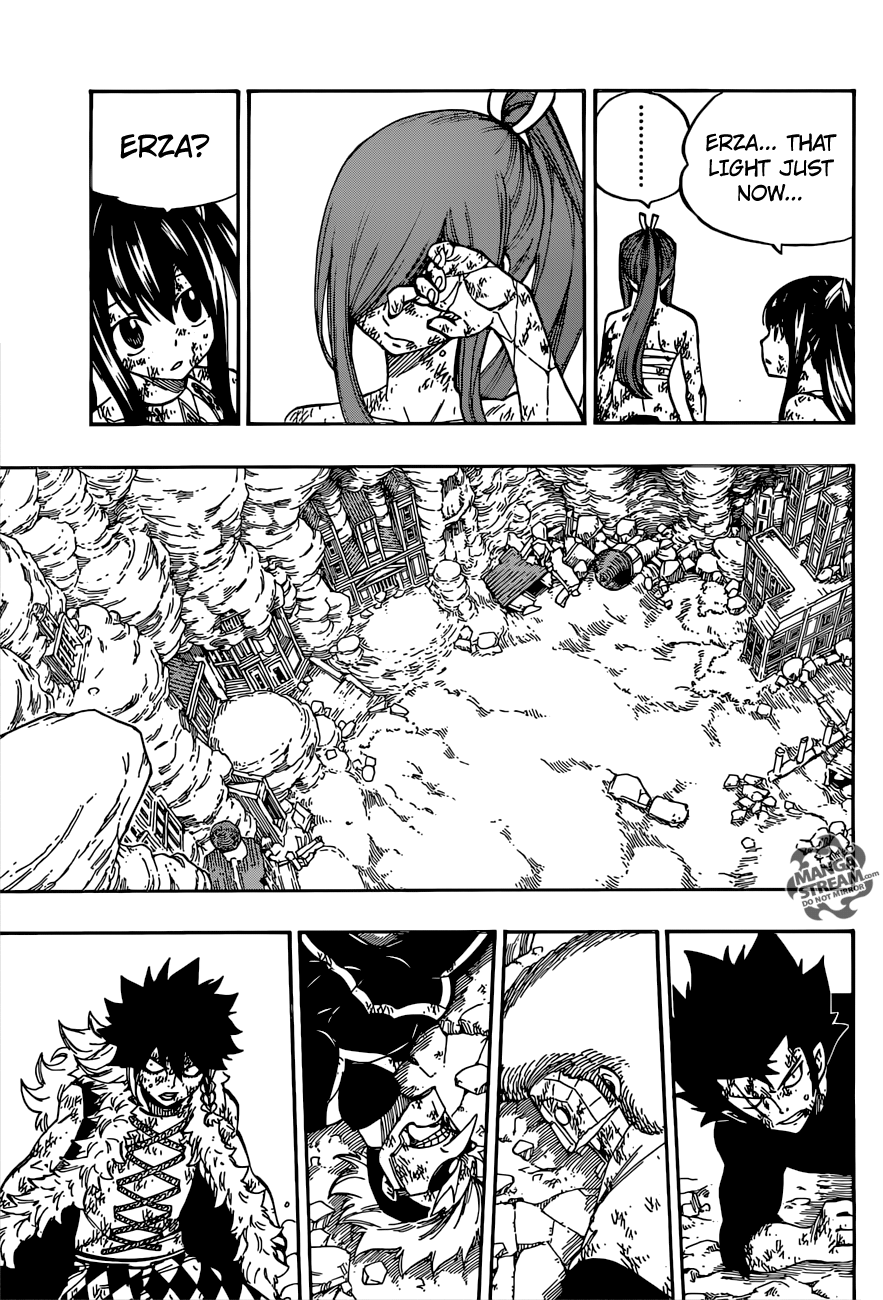 ERZA... THAT
LIGHT JUST
NOW...
.........
ERZA?
MANGA
STREAM.com
DO NOT MIRROR